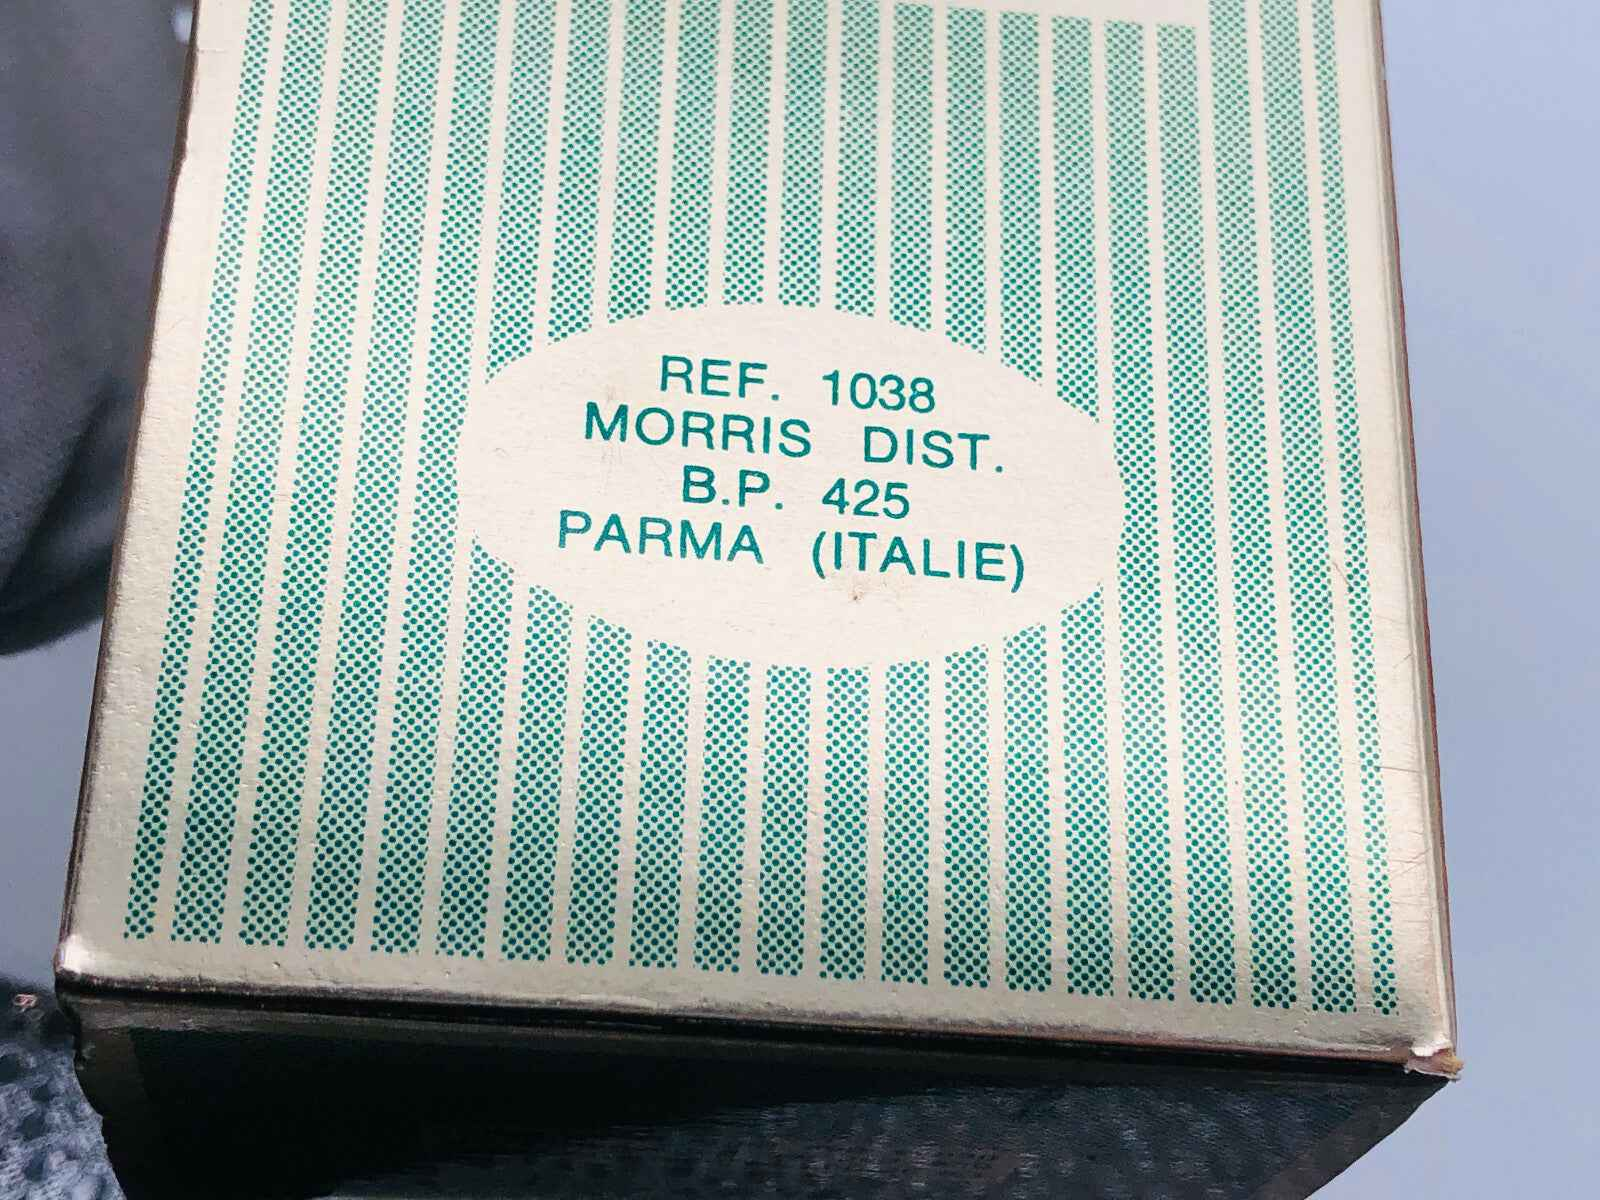 REF. 1038
MORRIS DIST.
B.P. 425
PARMA (ITALIE)